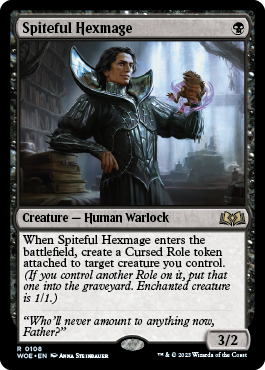 Spiteful Hexmage
Creature — Human Warlock
When Spiteful Hexmage enters the
battlefield, create a Cursed Role token
attached to target creature you control.
(If you control another Role on it, put that
one into the graveyard. Enchanted creature
is 1/1.)
“Who’ll never amount to anything now,
Father?”
3/2
R 0108
WOE • EN Anna Steinbauer
™ & © 2023 Wizards of the Coast